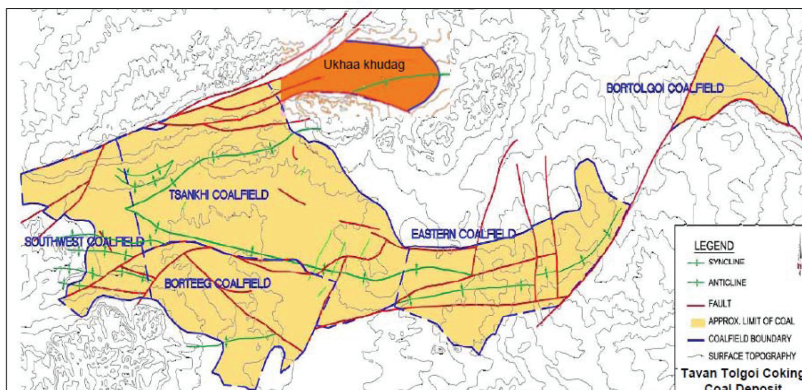 Ukhaa khudag
BORTOLGOI COALFIELD
TSANKHI COALFIELD
EASTERN COALFIELD
SOUTHWEST COALFIELD
BORTEEG COALFIELD
LEGEND
SYNCLINE
ANTICLINE
FAULT
APPROX. LIMIT OF COAL
COALFIELD BOUNDARY
SURFACE TOPOGRAPHY
Tavan Tolgoi Coking
Coal Deposit